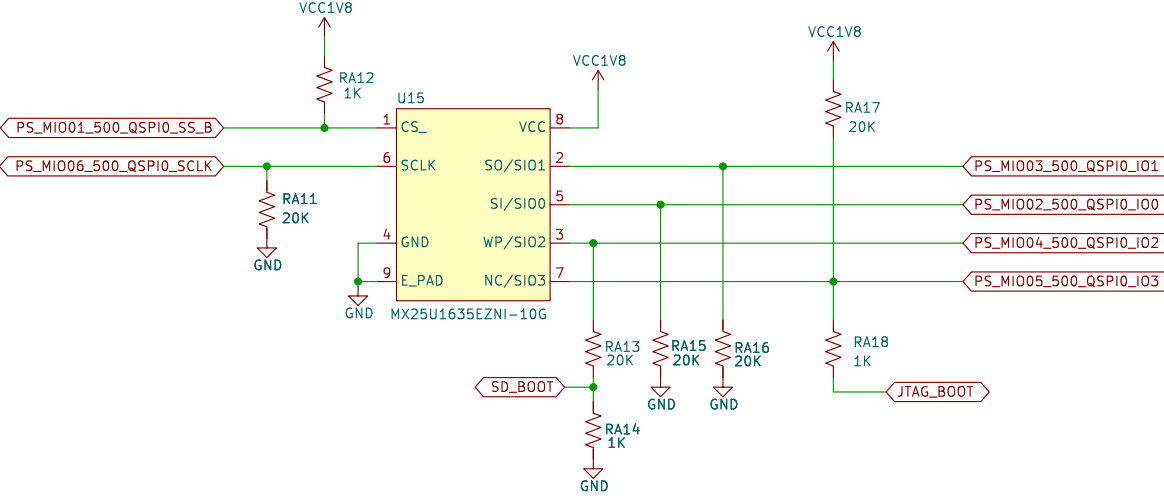 VCC1V8
VCC1V8
VCC1V8
RA12
1K
RA17
20K
U15
PS_MIO01_500_QSPI0_SS_B
1
CS_
VCC
8
PS_MIO06_500_QSPI0_SCLK
6
SCLK
SO/SIO1
2
PS_MIO03_500_QSPI0_IO1
RA11
20K
GND
SI/SIO0
5
PS_MIO02_500_QSPI0_IO0
4
GND
WP/SIO2
3
PS_MIO04_500_QSPI0_IO2
9
E_PAD
NC/SIO3
7
PS_MIO05_500_QSPI0_IO3
GND
MX25U1635EZNI-10G
RA13
20K
RA15
20K
RA16
20K
RA18
1K
SD_BOOT
GND
GND
JTAG_BOOT
RA14
1K
GND